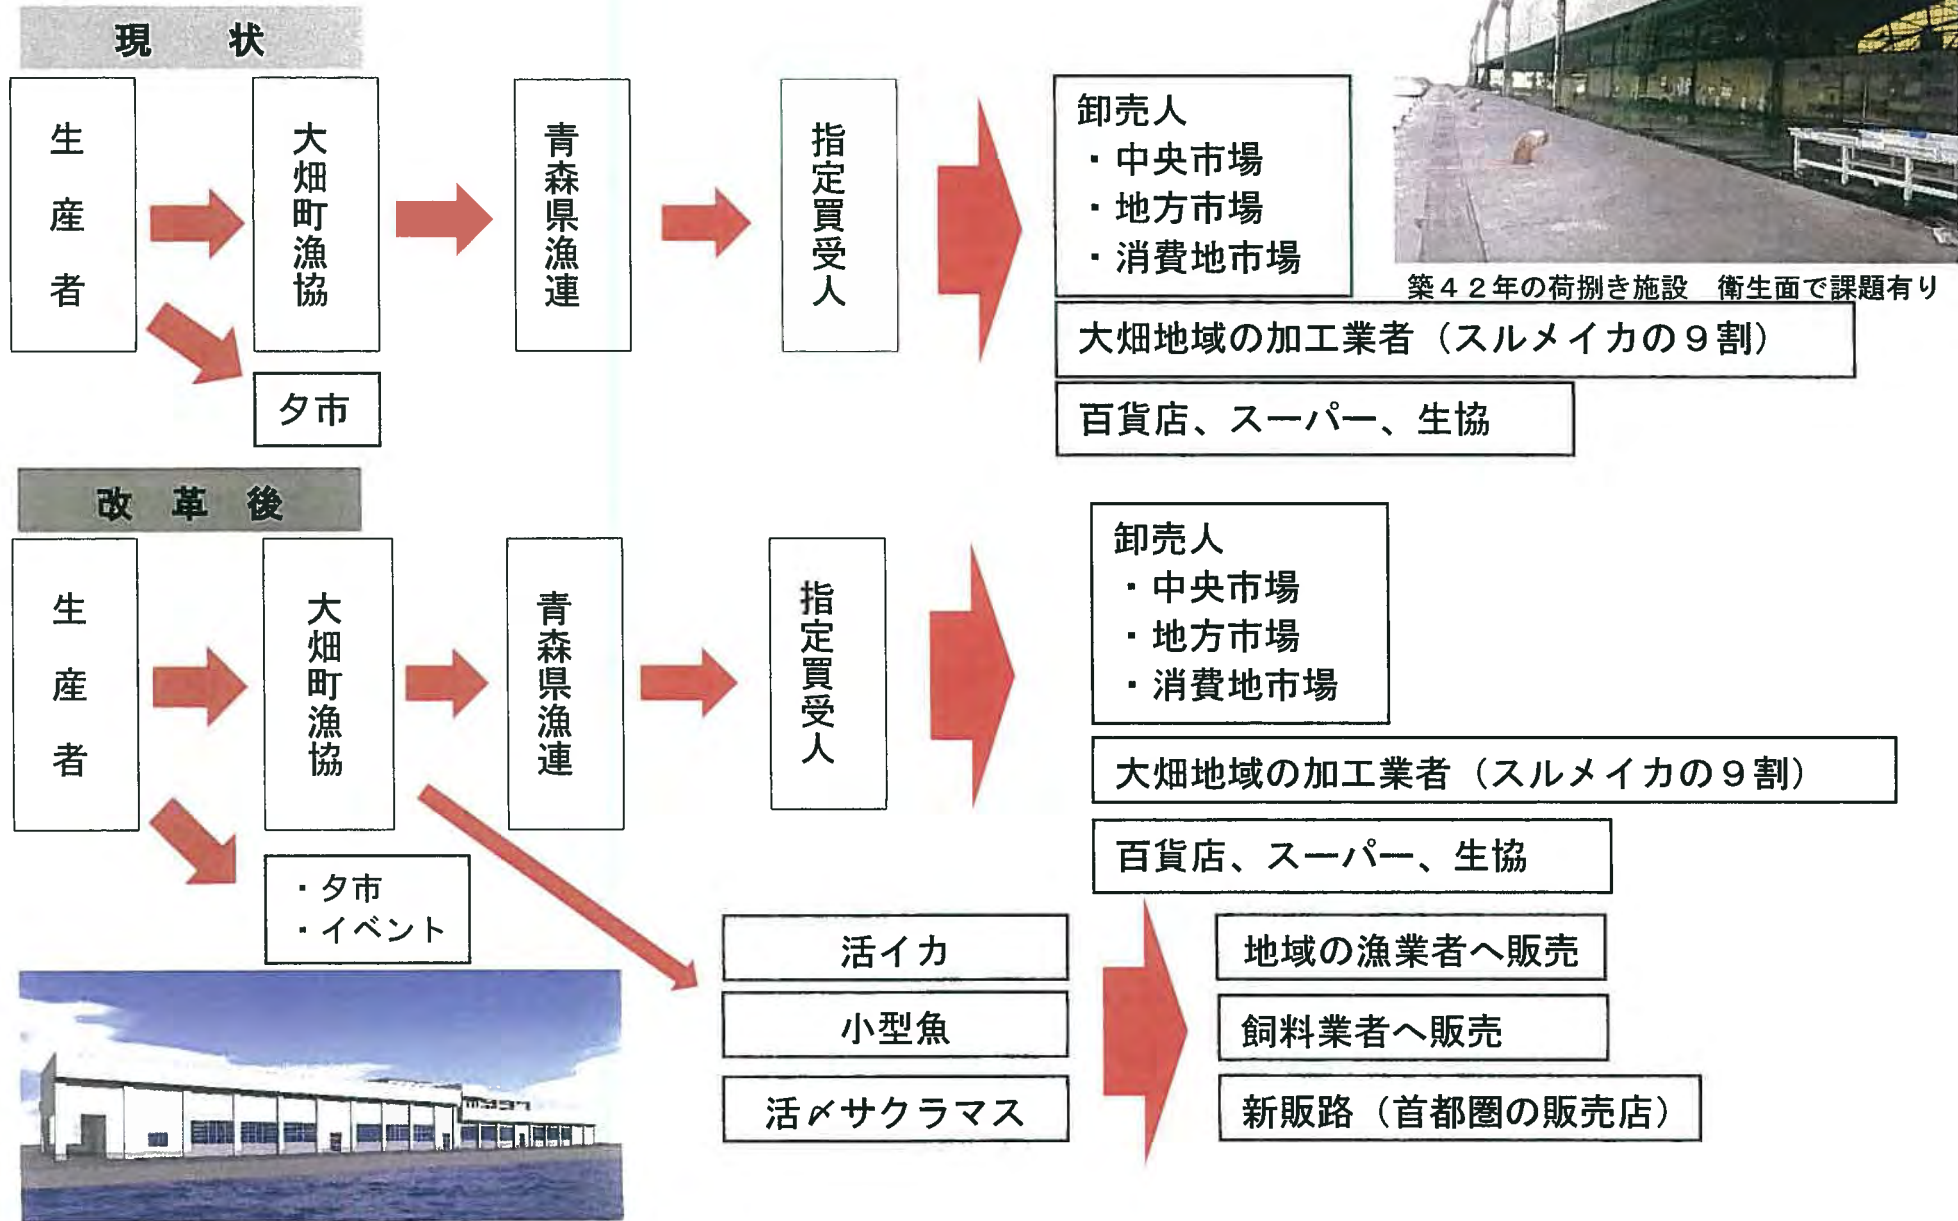 現　状
生産者
大畑町漁協
青森県漁連
指定買受人
卸売人
・中央市場
・地方市場
・消費地市場
築４２年の荷捌き施設　衛生面で課題有り
大畑地域の加工業者（スルメイカの９割）
百貨店、スーパー、生協
夕市
改　革　後
生産者
大畑町漁協
青森県漁連
指定買受人
卸売人
・中央市場
・地方市場
・消費地市場
大畑地域の加工業者（スルメイカの９割）
百貨店、スーパー、生協
・夕市
・イベント
活イカ
小型魚
活〆サクラマス
地域の漁業者へ販売
飼料業者へ販売
新販路（首都圏の販売店）